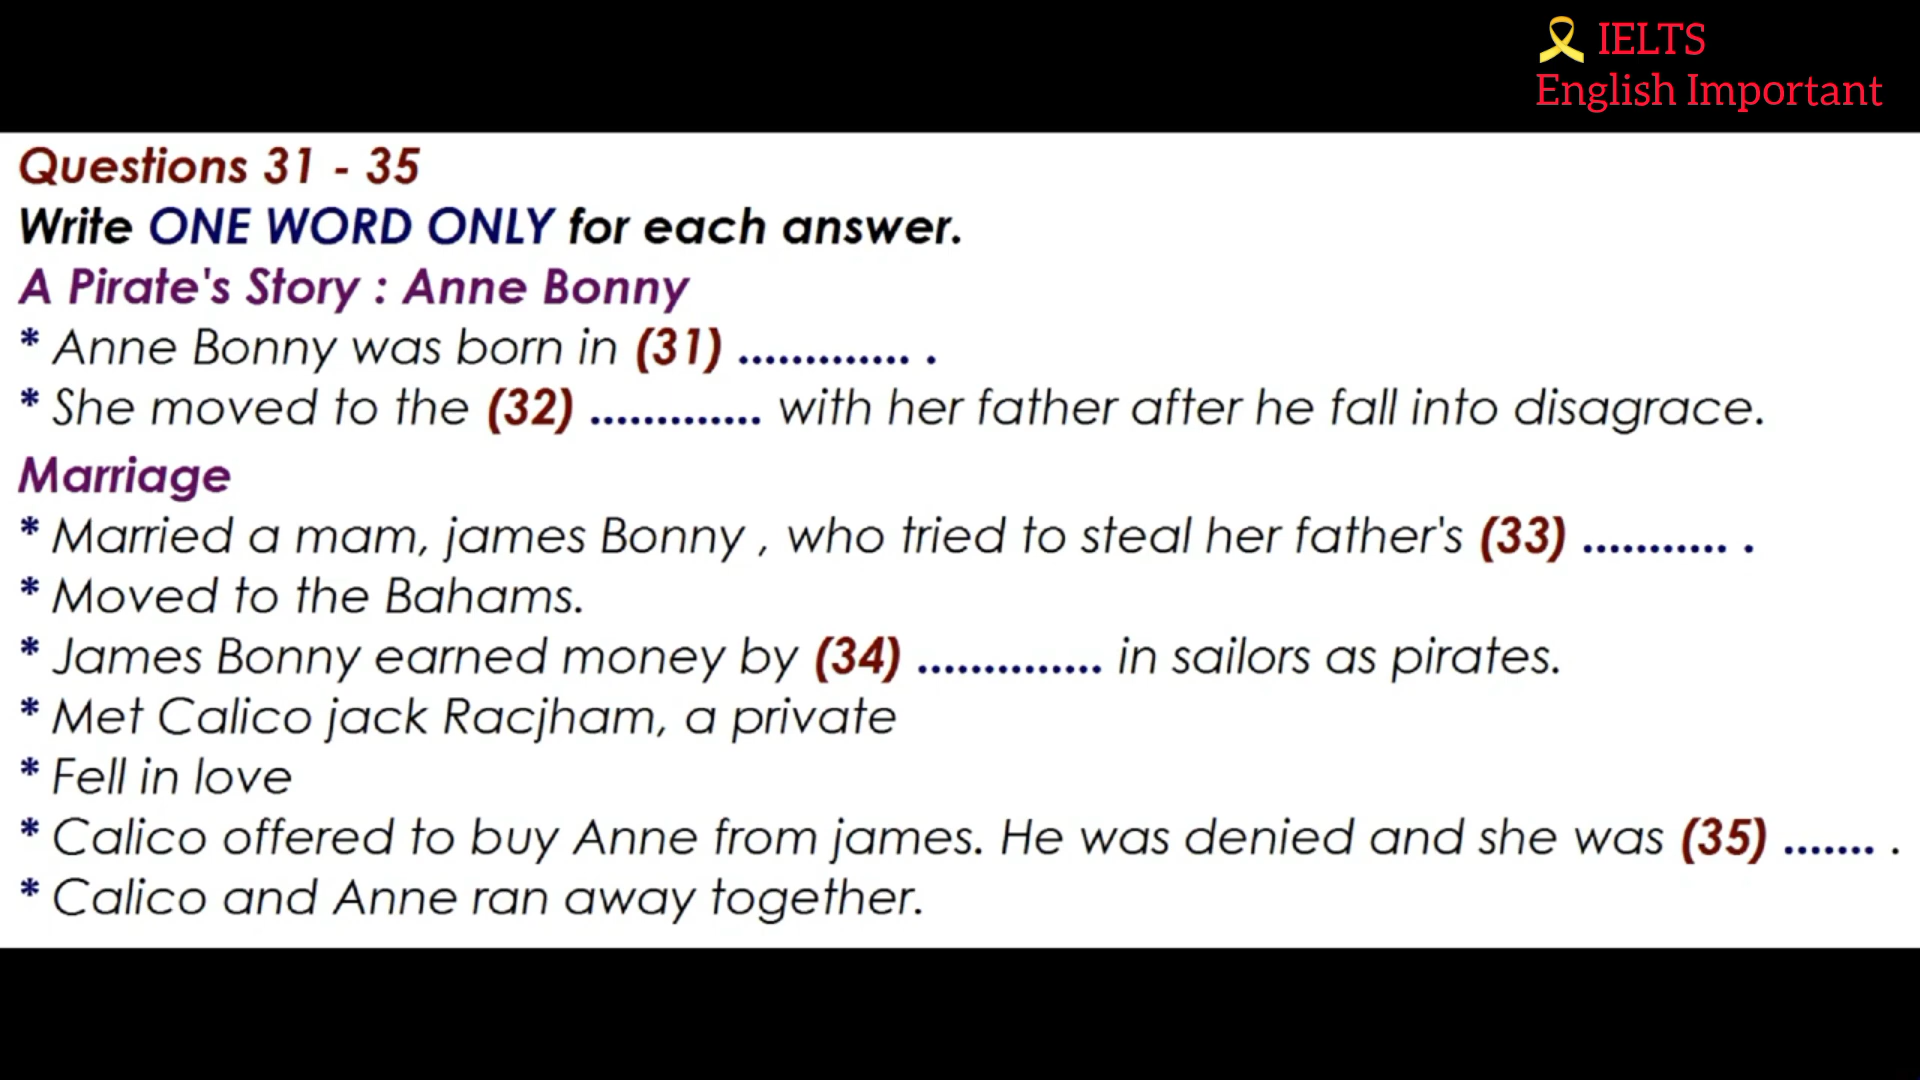 IELTS
English Important
Questions 31 - 35
Write ONE WORD ONLY for each answer.
A Pirate's Story : Anne Bonny
* Anne Bonny was born in (31) ............. .
* She moved to the (32) ............. with her father after he fall into disagrace.
Marriage
* Married a mam, james Bonny , who tried to steal her father's (33) ........... .
* Moved to the Bahams.
* James Bonny earned money by (34) .............. in sailors as pirates.
* Met Calico jack Racjham, a private
* Fell in love
* Calico offered to buy Anne from james. He was denied and she was (35) ....... .
* Calico and Anne ran away together.